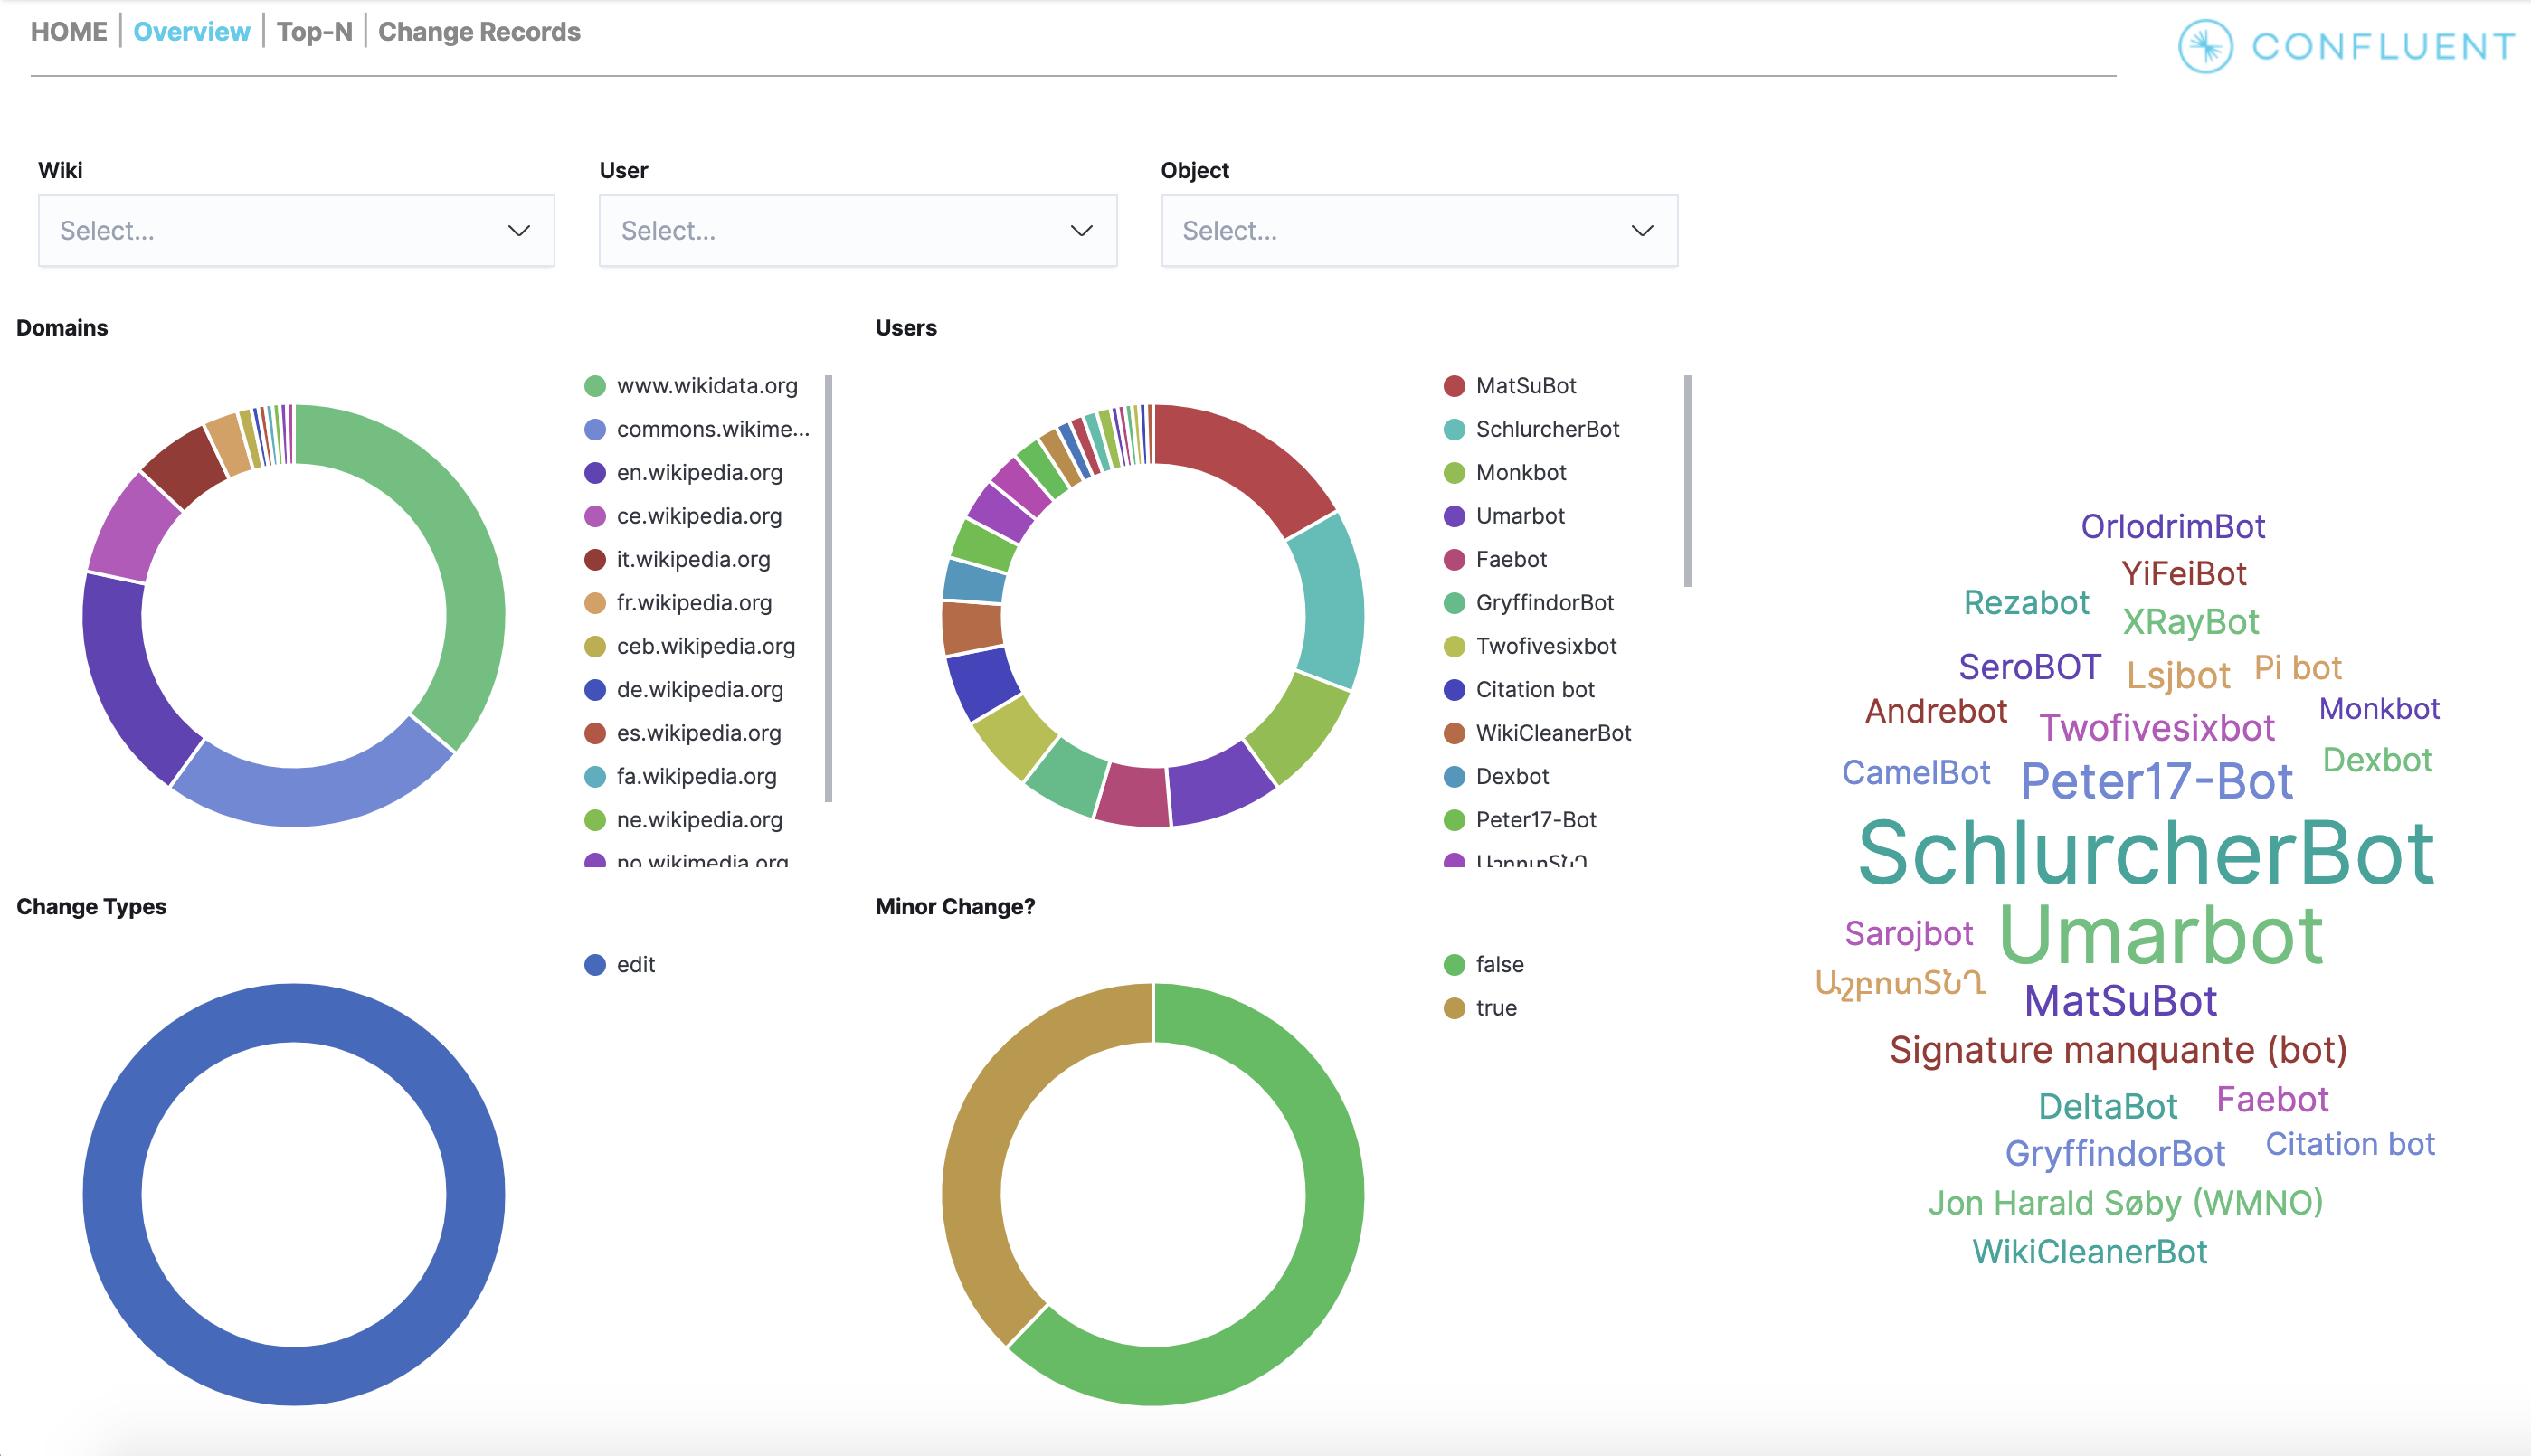 HOME | Overview | Top-N | Change Records
CONFLUENT
Wiki
Select...
User
Select...
Object
Select...
Domains
www.wikidata.org
commons.wikime...
en.wikipedia.org
ce.wikipedia.org
it.wikipedia.org
fr.wikipedia.org
ceb.wikipedia.org
de.wikipedia.org
es.wikipedia.org
fa.wikipedia.org
ne.wikipedia.org
no.wikimedia.org
Users
MatSuBot
SchlurcherBot
Monkbot
Umarbot
Faebot
GryffindorBot
Twofivesixbot
Citation bot
WikiCleanerBot
Dexbot
Peter17-Bot
ԱշբոտՏՆՂ
Change Types
edit
Minor Change?
false
true
OrlodrimBot
YiFeiBot
Rezabot
XRayBot
SeroBOT
Lsjbot
Pi bot
Andrebot
Twofivesixbot
Monkbot
CamelBot
Peter17-Bot
Dexbot
SchlurcherBot
Sarojbot
Umarbot
ԱշբոտՏՆՂ
MatSuBot
Signature manquante (bot)
DeltaBot
Faebot
GryffindorBot
Citation bot
Jon Harald Søby (WMNO)
WikiCleanerBot